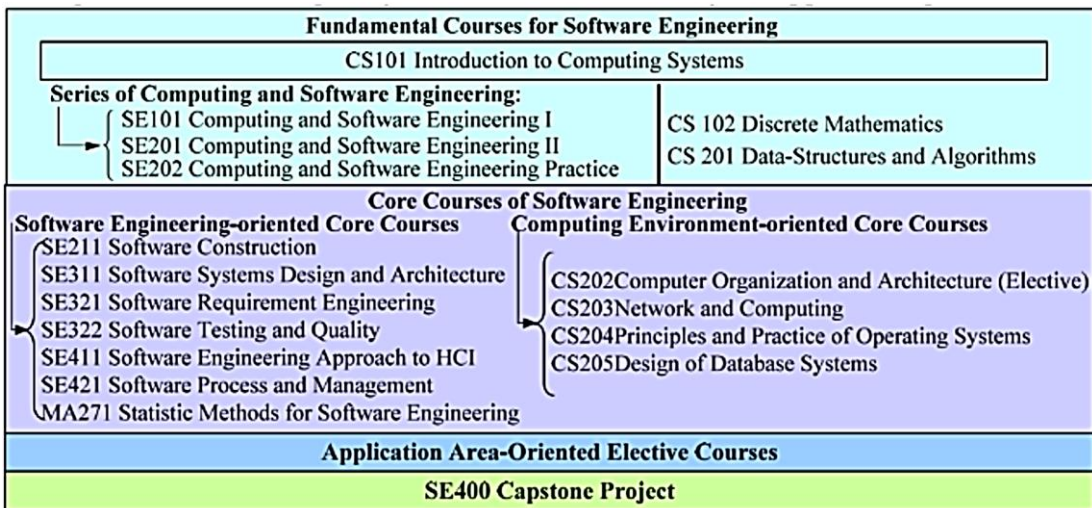 Fundamental Courses for Software Engineering
CS101 Introduction to Computing Systems
Series of Computing and Software Engineering:
SE101 Computing and Software Engineering I
SE201 Computing and Software Engineering II
SE202 Computing and Software Engineering Practice
CS 102 Discrete Mathematics
CS 201 Data-Structures and Algorithms
Core Courses of Software Engineering
Software Engineering-oriented Core Courses
SE211 Software Construction
SE311 Software Systems Design and Architecture
SE321 Software Requirement Engineering
SE322 Software Testing and Quality
SE411 Software Engineering Approach to HCI
SE421 Software Process and Management
MA271 Statistic Methods for Software Engineering
Computing Environment-oriented Core Courses
CS202Computer Organization and Architecture (Elective)
CS203Network and Computing
CS204Principles and Practice of Operating Systems
CS205Design of Database Systems
Application Area-Oriented Elective Courses
SE400 Capstone Project